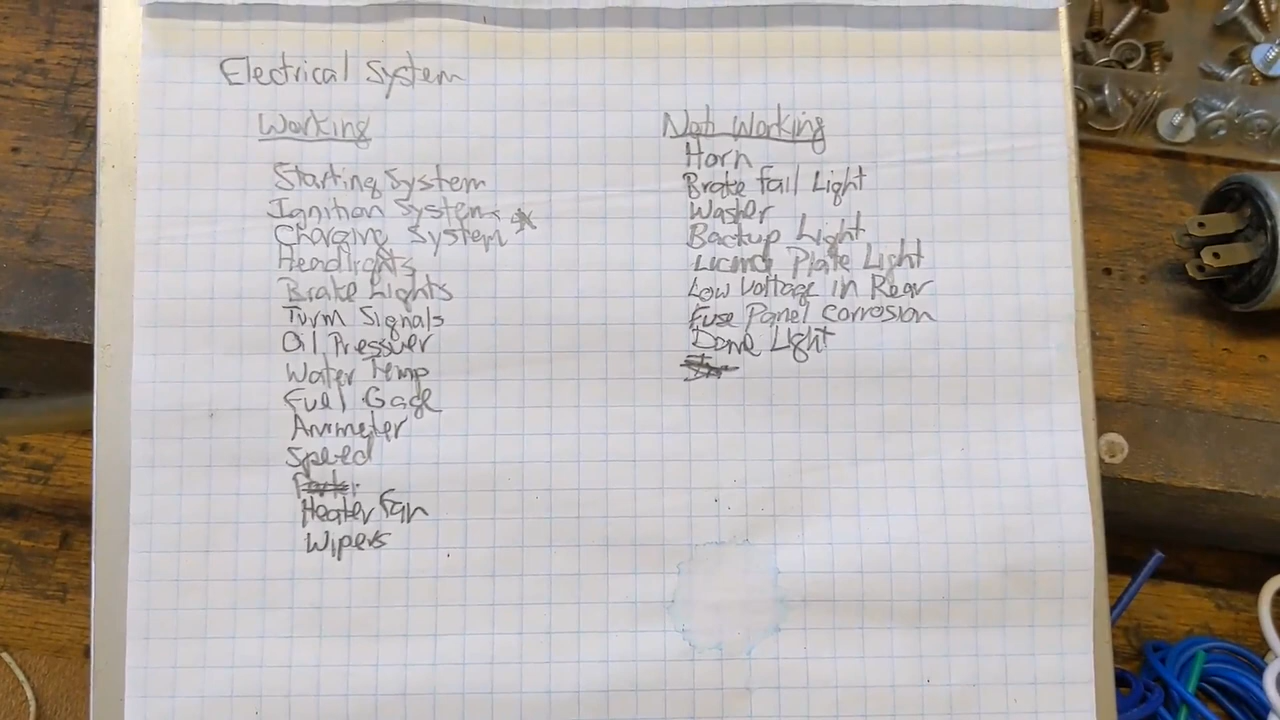 Electrical System
Working
Starting System
Ignition System
Charging System *
Headlights
Brake Lights
Turm Signals
Oil Pressuer
Water Temp
Fuel Gage
Ammeter
Speed
Heater Fan
Wipers
Not Working
Horn
Brake Fail Light
Washer
Backup Light
Plate Light
Low Voltage in Rear
Fuse Panel Corrosion
Dome Light